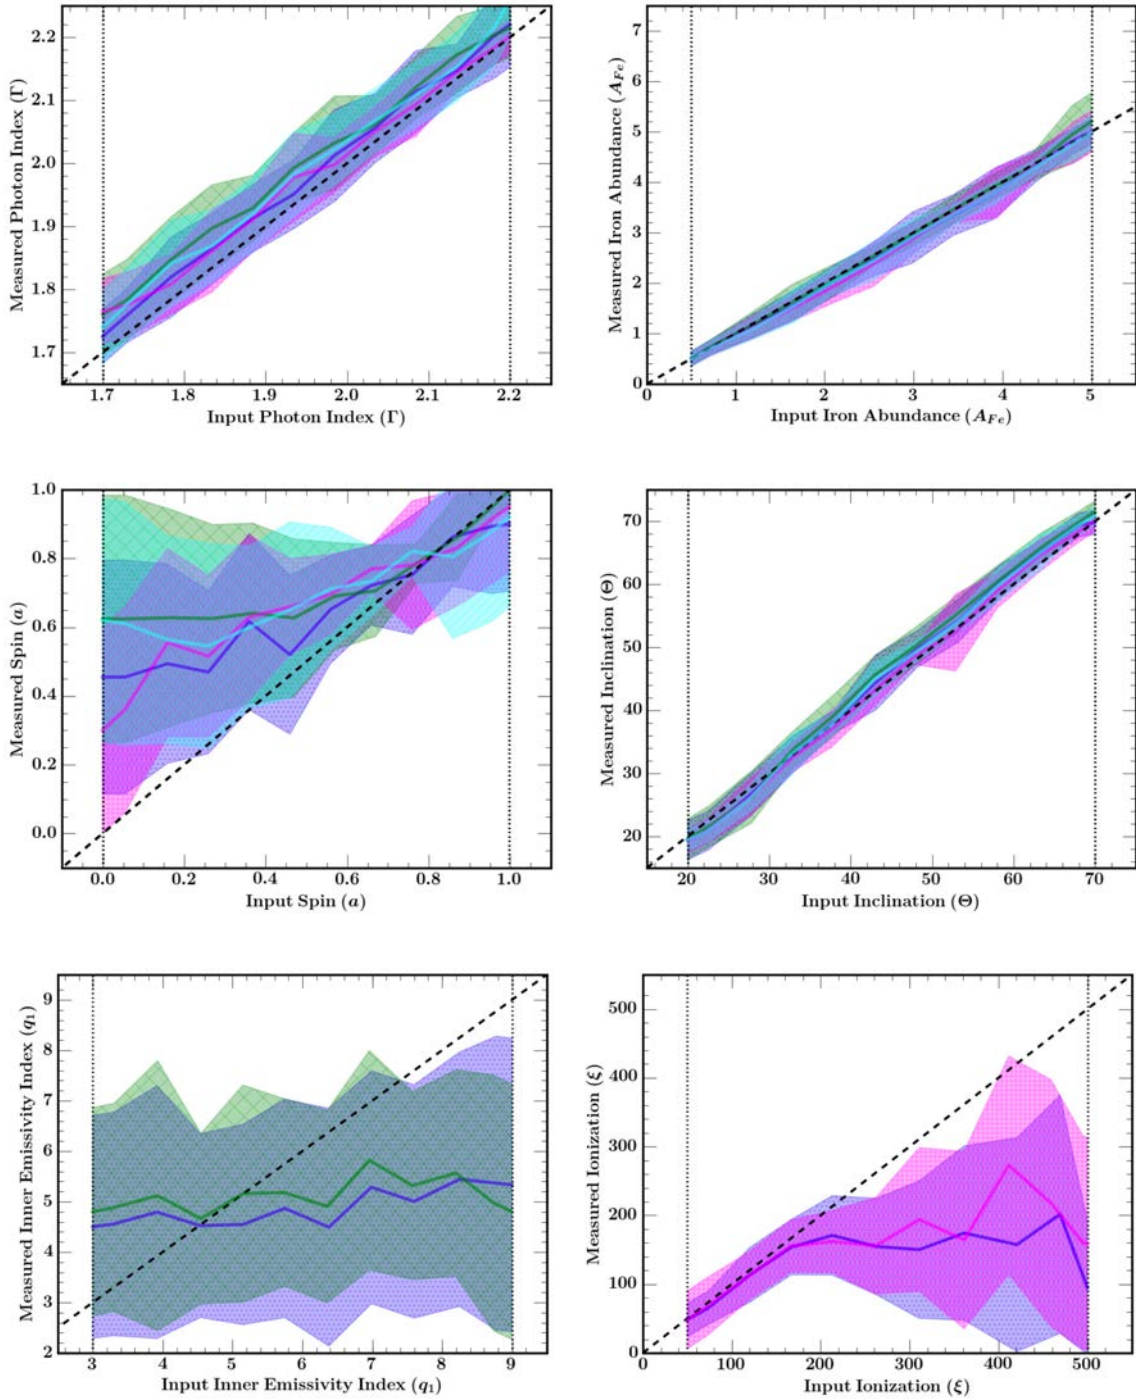 2.2
2.1
2.0
1.9
1.8
1.7
Measured Photon Index (Γ)
1.7 1.8 1.9 2.0 2.1 2.2
Input Photon Index (Γ)
7
6
5
4
3
2
1
0
Measured Iron Abundance (A_Fe)
0 1 2 3 4 5
Input Iron Abundance (A_Fe)
1.0
0.8
0.6
0.4
0.2
0.0
Measured Spin (a)
0.0 0.2 0.4 0.6 0.8 1.0
Input Spin (a)
70
60
50
40
30
20
Measured Inclination (Θ)
20 30 40 50 60 70
Input Inclination (Θ)
9
8
7
6
5
4
3
2
Measured Inner Emissivity Index (q₁)
3 4 5 6 7 8 9
Input Inner Emissivity Index (q₁)
500
400
300
200
100
0
Measured Ionization (ξ)
0 100 200 300 400 500
Input Ionization (ξ)